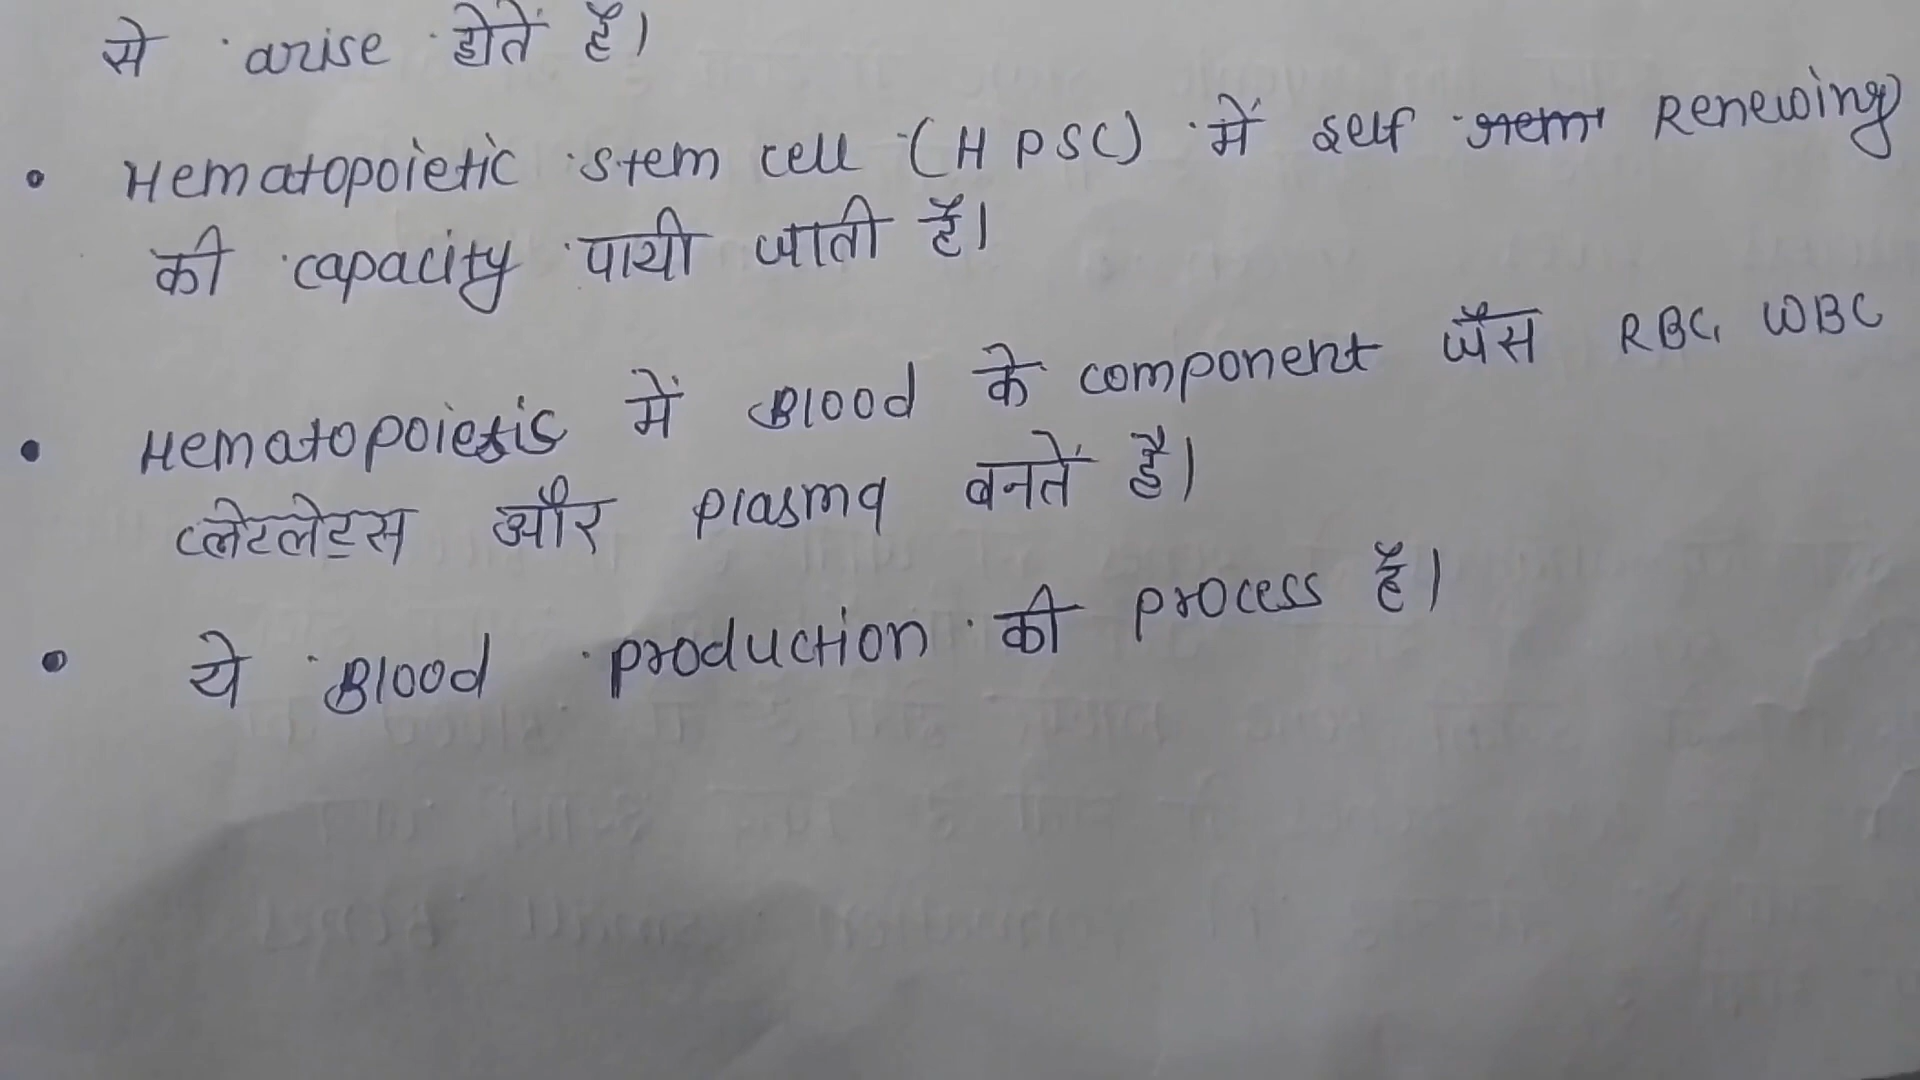 से arise होतें हैं।
• Hematopoietic stem cell (HPSC) में self Renewing
की capacity पायी जाती हैं।
• Hematopoiesis में Blood के component जैस RBC, WBC
प्लेटलेट्स और plasma बनतें है।
• ये Blood production की process हैं।